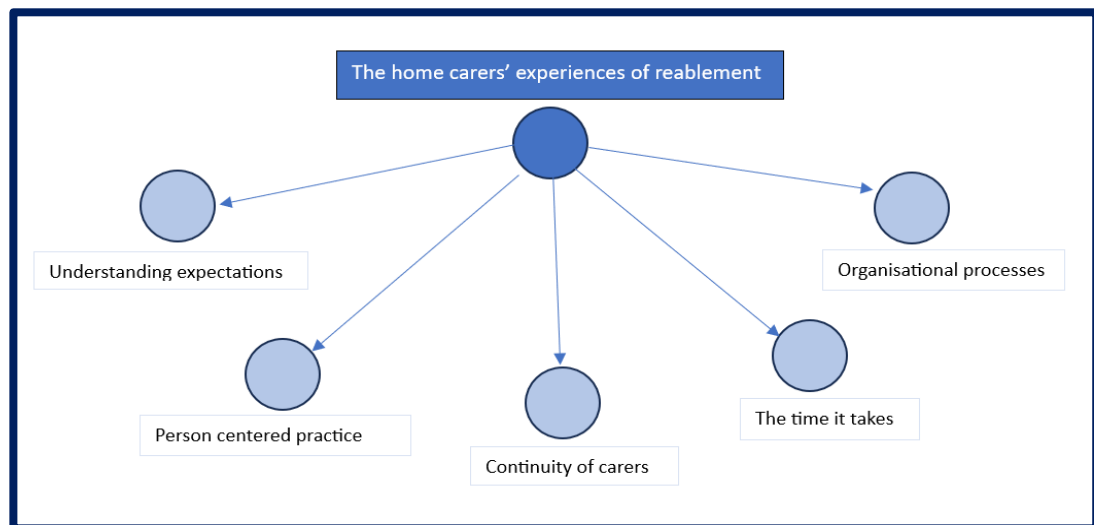 The home carers’ experiences of reablement
Understanding expectations
Organisational processes
Person centered practice
The time it takes
Continuity of carers